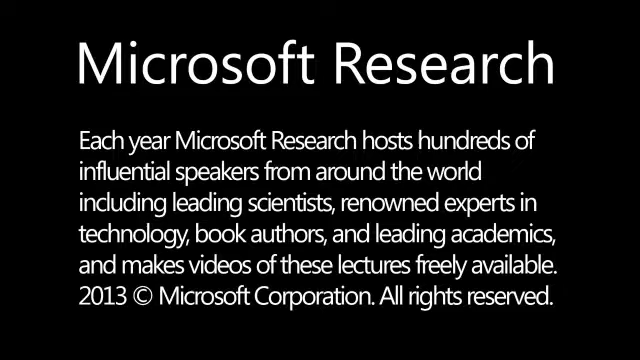 Microsoft Research
Each year Microsoft Research hosts hundreds of
influential speakers from around the world
including leading scientists, renowned experts in
technology, book authors, and leading academics,
and makes videos of these lectures freely available.
2013 © Microsoft Corporation. All rights reserved.